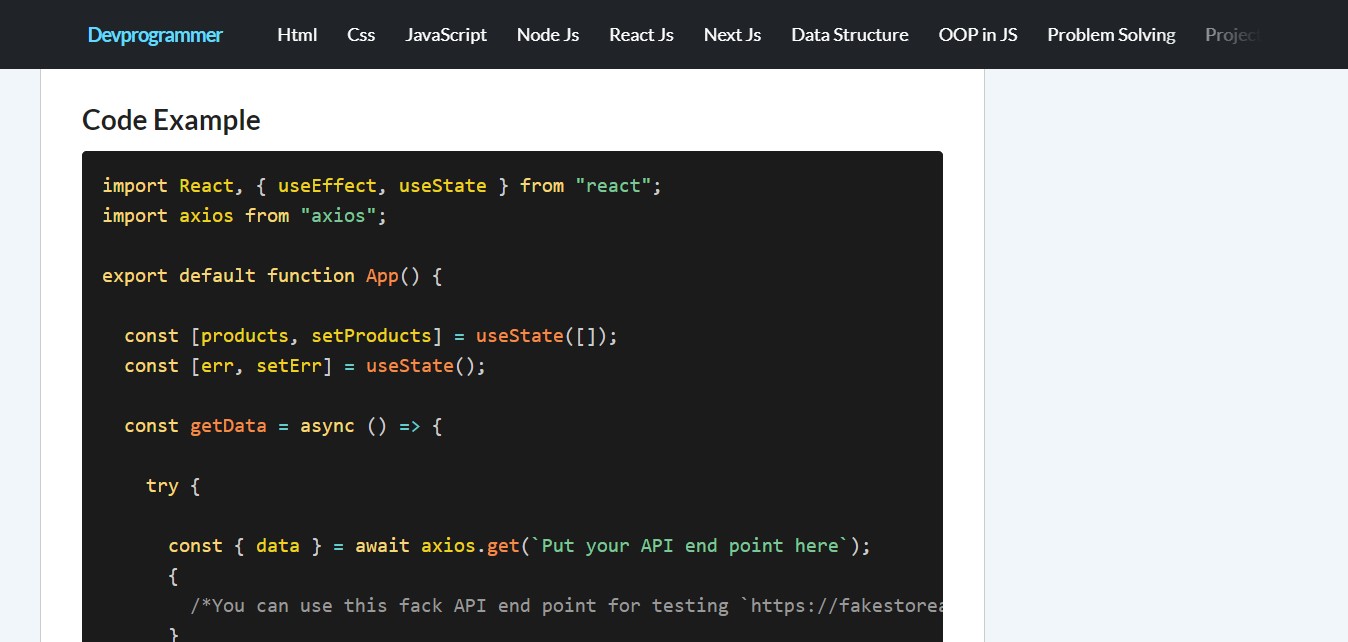 Devprogrammer Html Css JavaScript Node Js React Js Next Js Data Structure OOP in JS Problem Solving Projec
Code Example
import React, { useEffect, useState } from "react";
import axios from "axios";
export default function App() {
const [products, setProducts] = useState([]);
const [err, setErr] = useState();
const getData = async () => {
try {
const { data } = await axios.get(`Put your API end point here`);
{
/*You can use this fack API end point for testing `https://fakestorea
}